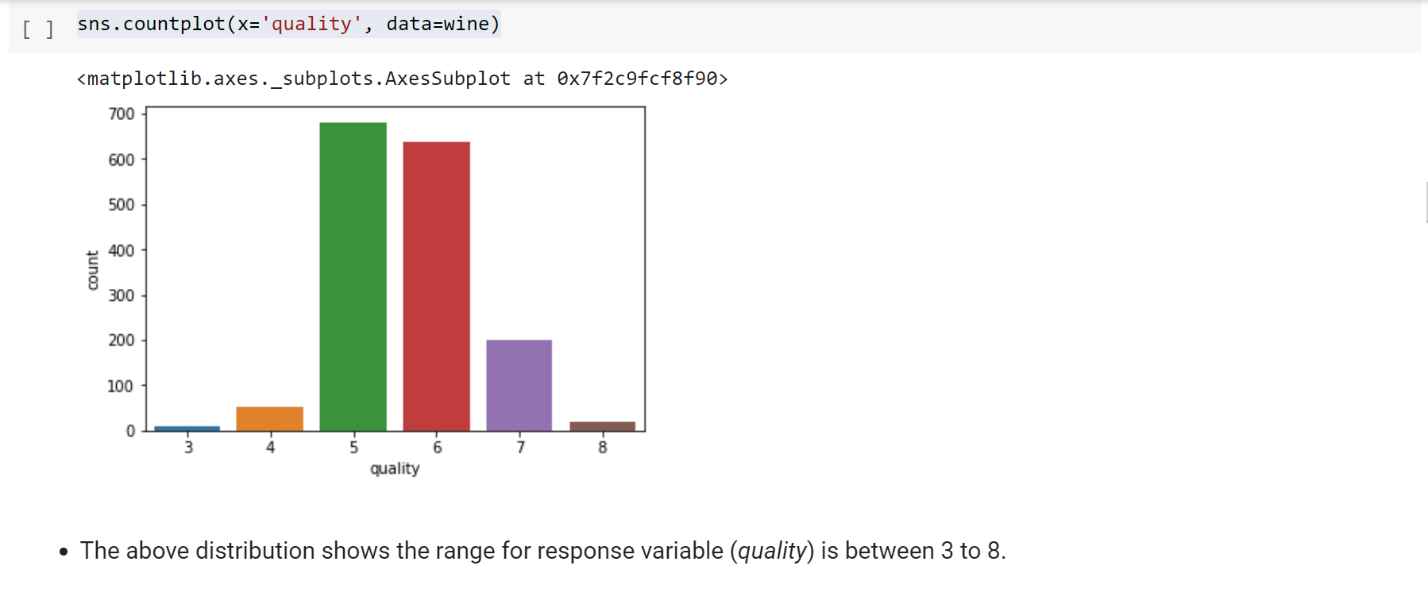 [ ] sns.countplot(x='quality', data=wine)
<matplotlib.axes._subplots.AxesSubplot at 0x7f2c9fcf8f90>
700
600
500
400
300
200
100
0
count
3 4 5 6 7 8
quality
• The above distribution shows the range for response variable (quality) is between 3 to 8.